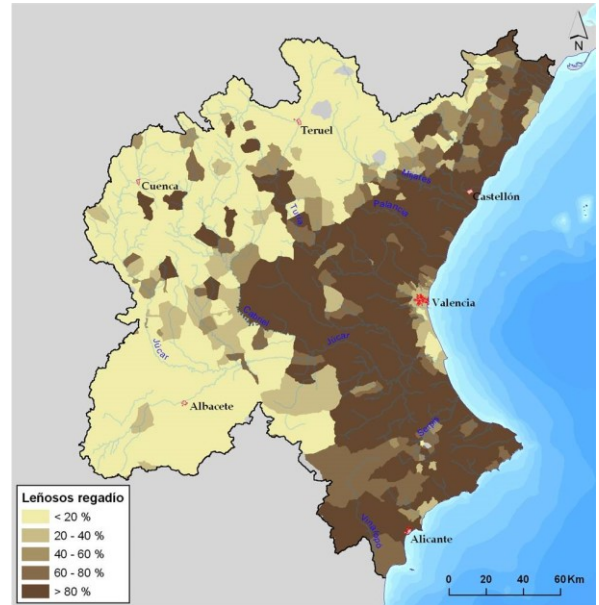 N
Teruel
Cuenca
Mijares
Castellón
Palancia
Turia
Valencia
Cabriel
Júcar
Júcar
Albacete
Serpis
Vinalopó
Alicante
Leñosos regadío
< 20 %
20 - 40 %
40 - 60 %
60 - 80 %
> 80 %
0 20 40 60 Km